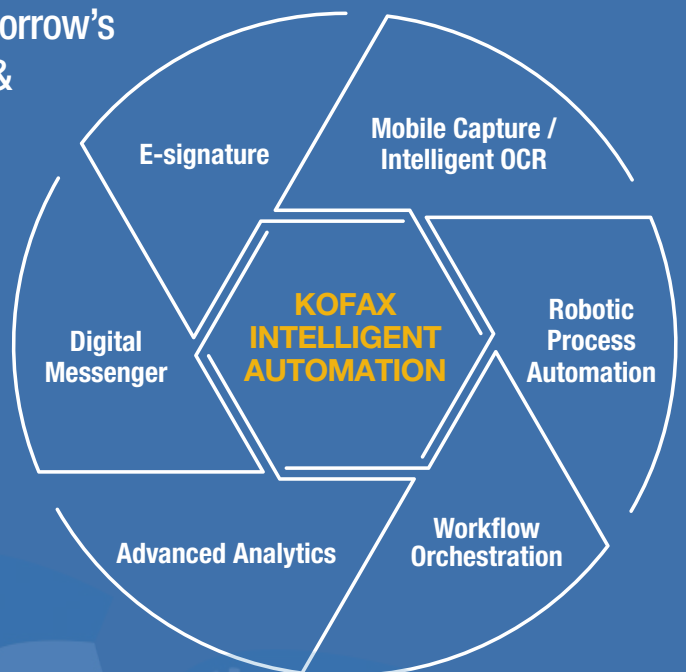 orrow's
&
E-signature
Mobile Capture /
Intelligent OCR
KOFAX
INTELLIGENT
AUTOMATION
Robotic
Process
Automation
Digital
Messenger
Advanced Analytics
Workflow
Orchestration